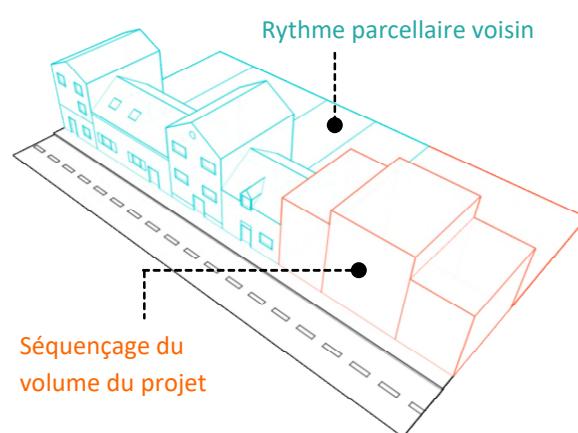 Rythme parcellaire voisin
Séquençage du
volume du projet